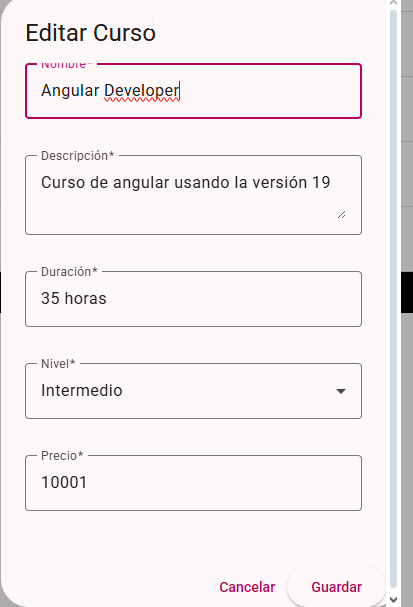 Editar Curso
Nombre*
Angular Developer
Descripción*
Curso de angular usando la versión 19
Duración*
35 horas
Nivel*
Intermedio
Precio*
10001
Cancelar Guardar